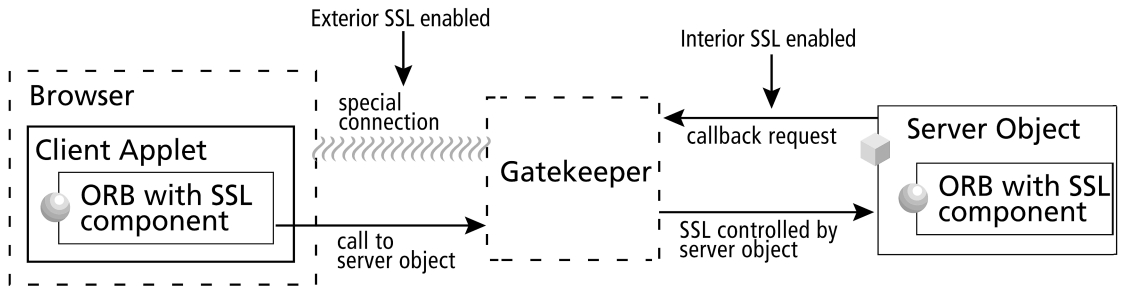 Exterior SSL enabled
Interior SSL enabled
Browser
special
connection
Client Applet
callback request
Server Object
Gatekeeper
ORB with SSL
component
ORB with SSL
component
call to
server object
SSL controlled by
server object